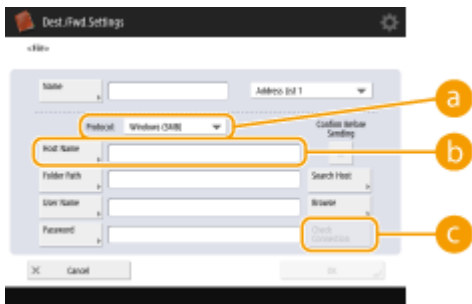 Dest./Fwd. Settings
<File>
Name
Address List 1
a
Protocol: Windows (SMB)
Confirm Before
Sending
b
Host Name
Folder Path
Search Host
User Name
Browse
Password
Check
Connection
c
Cancel
OK